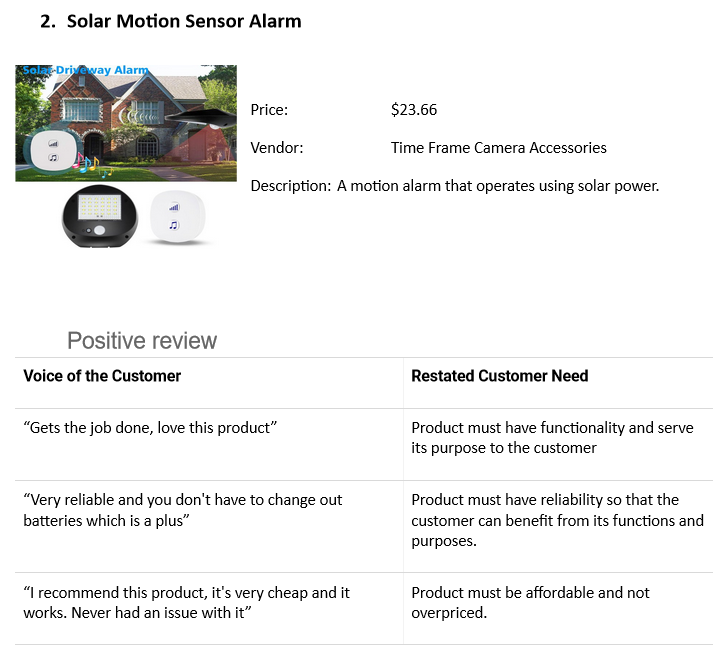 2. Solar Motion Sensor Alarm
Solar Driveway Alarm
Price: $23.66
Vendor: Time Frame Camera Accessories
Description: A motion alarm that operates using solar power.
Positive review
Voice of the Customer
Restated Customer Need
“Gets the job done, love this product”
Product must have functionality and serve
its purpose to the customer
“Very reliable and you don't have to change out
batteries which is a plus”
Product must have reliability so that the
customer can benefit from its functions and
purposes.
“I recommend this product, it's very cheap and it
works. Never had an issue with it”
Product must be affordable and not
overpriced.